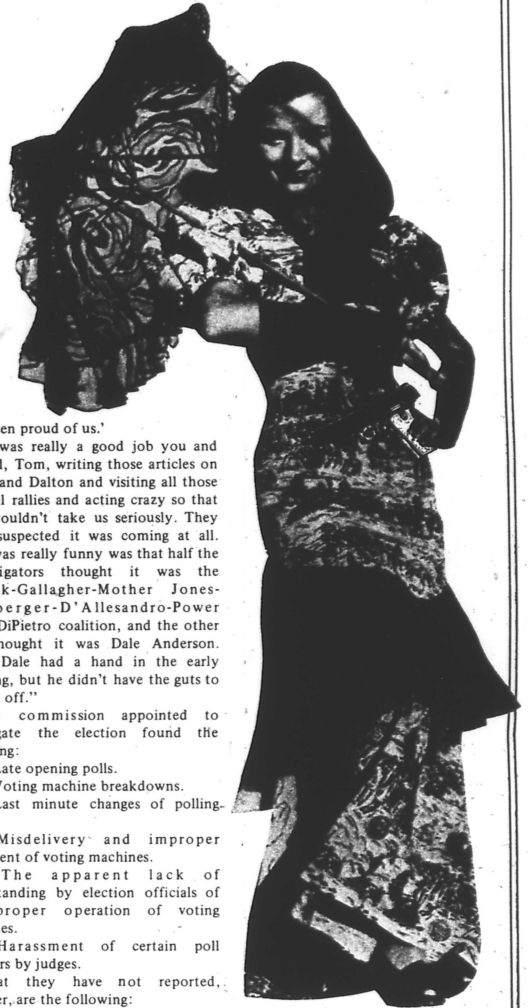 en proud of us.'
was really a good job you and
l, Tom, writing those articles on
and Dalton and visiting all those
l rallies and acting crazy so that
ouldn't take us seriously. They
suspected it was coming at all.
as really funny was that half the
igators thought it was the
k-Gallagher-Mother Jones-
berger-D'Allesandro-Power
DiPietro coalition, and the other
hought it was Dale Anderson.
Dale had a hand in the early
ng, but he didn't have the guts to
off."
commission appointed to
gate the election found the
ng:
ate opening polls.
oting machine breakdowns.
ast minute changes of polling
Misdelivery and improper
ent of voting machines.
The apparent lack of
anding by election officials of
proper operation of voting
es.
Harassment of certain poll
rs by judges.
at they have not reported,
er, are the following: